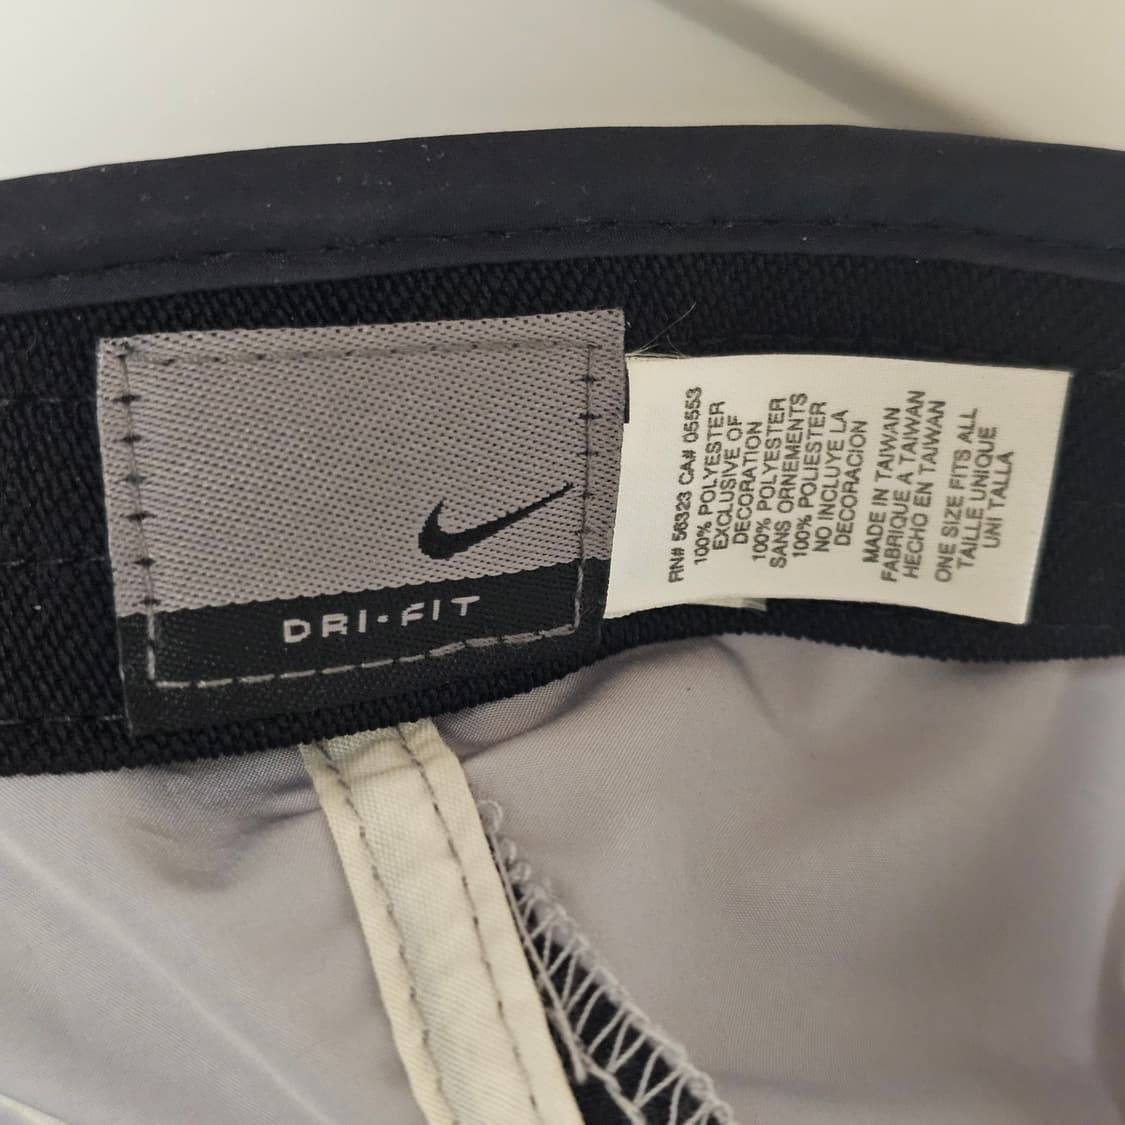 DRI-FIT
RN# 56323 CA# 05553
100% POLYESTER
EXCLUSIVE OF
DECORATION
100% POLYESTER
SANS ORNEMENTS
100% POLIESTER
NO INCLUYE LA
DECORACION
MADE IN TAIWAN
FABRIQUE A TAIWAN
HECHO EN TAIWAN
ONE SIZE FITS ALL
TAILLE UNIQUE
UNI TALLA